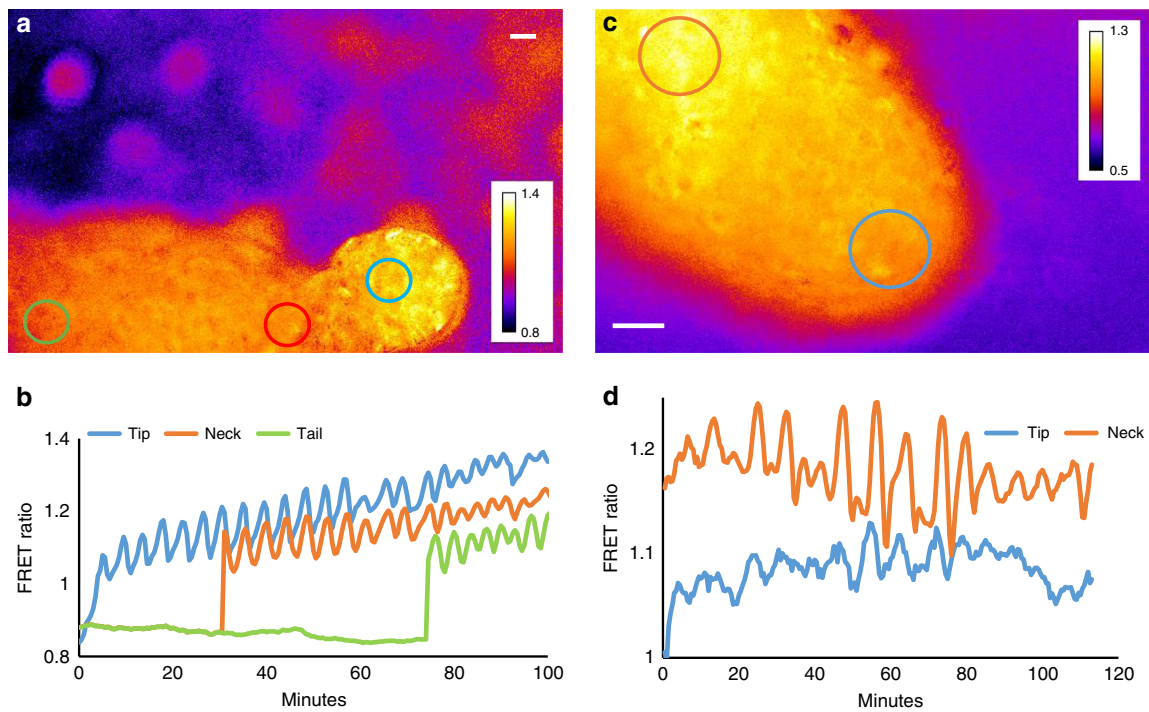 a
1.4
0.8
c
1.3
0.5
b
Tip Neck Tail
1.4
1.2
1
0.8
FRET ratio
0 20 40 60 80 100
Minutes
d
Tip Neck
1.2
1.1
1
FRET ratio
0 20 40 60 80 100 120
Minutes